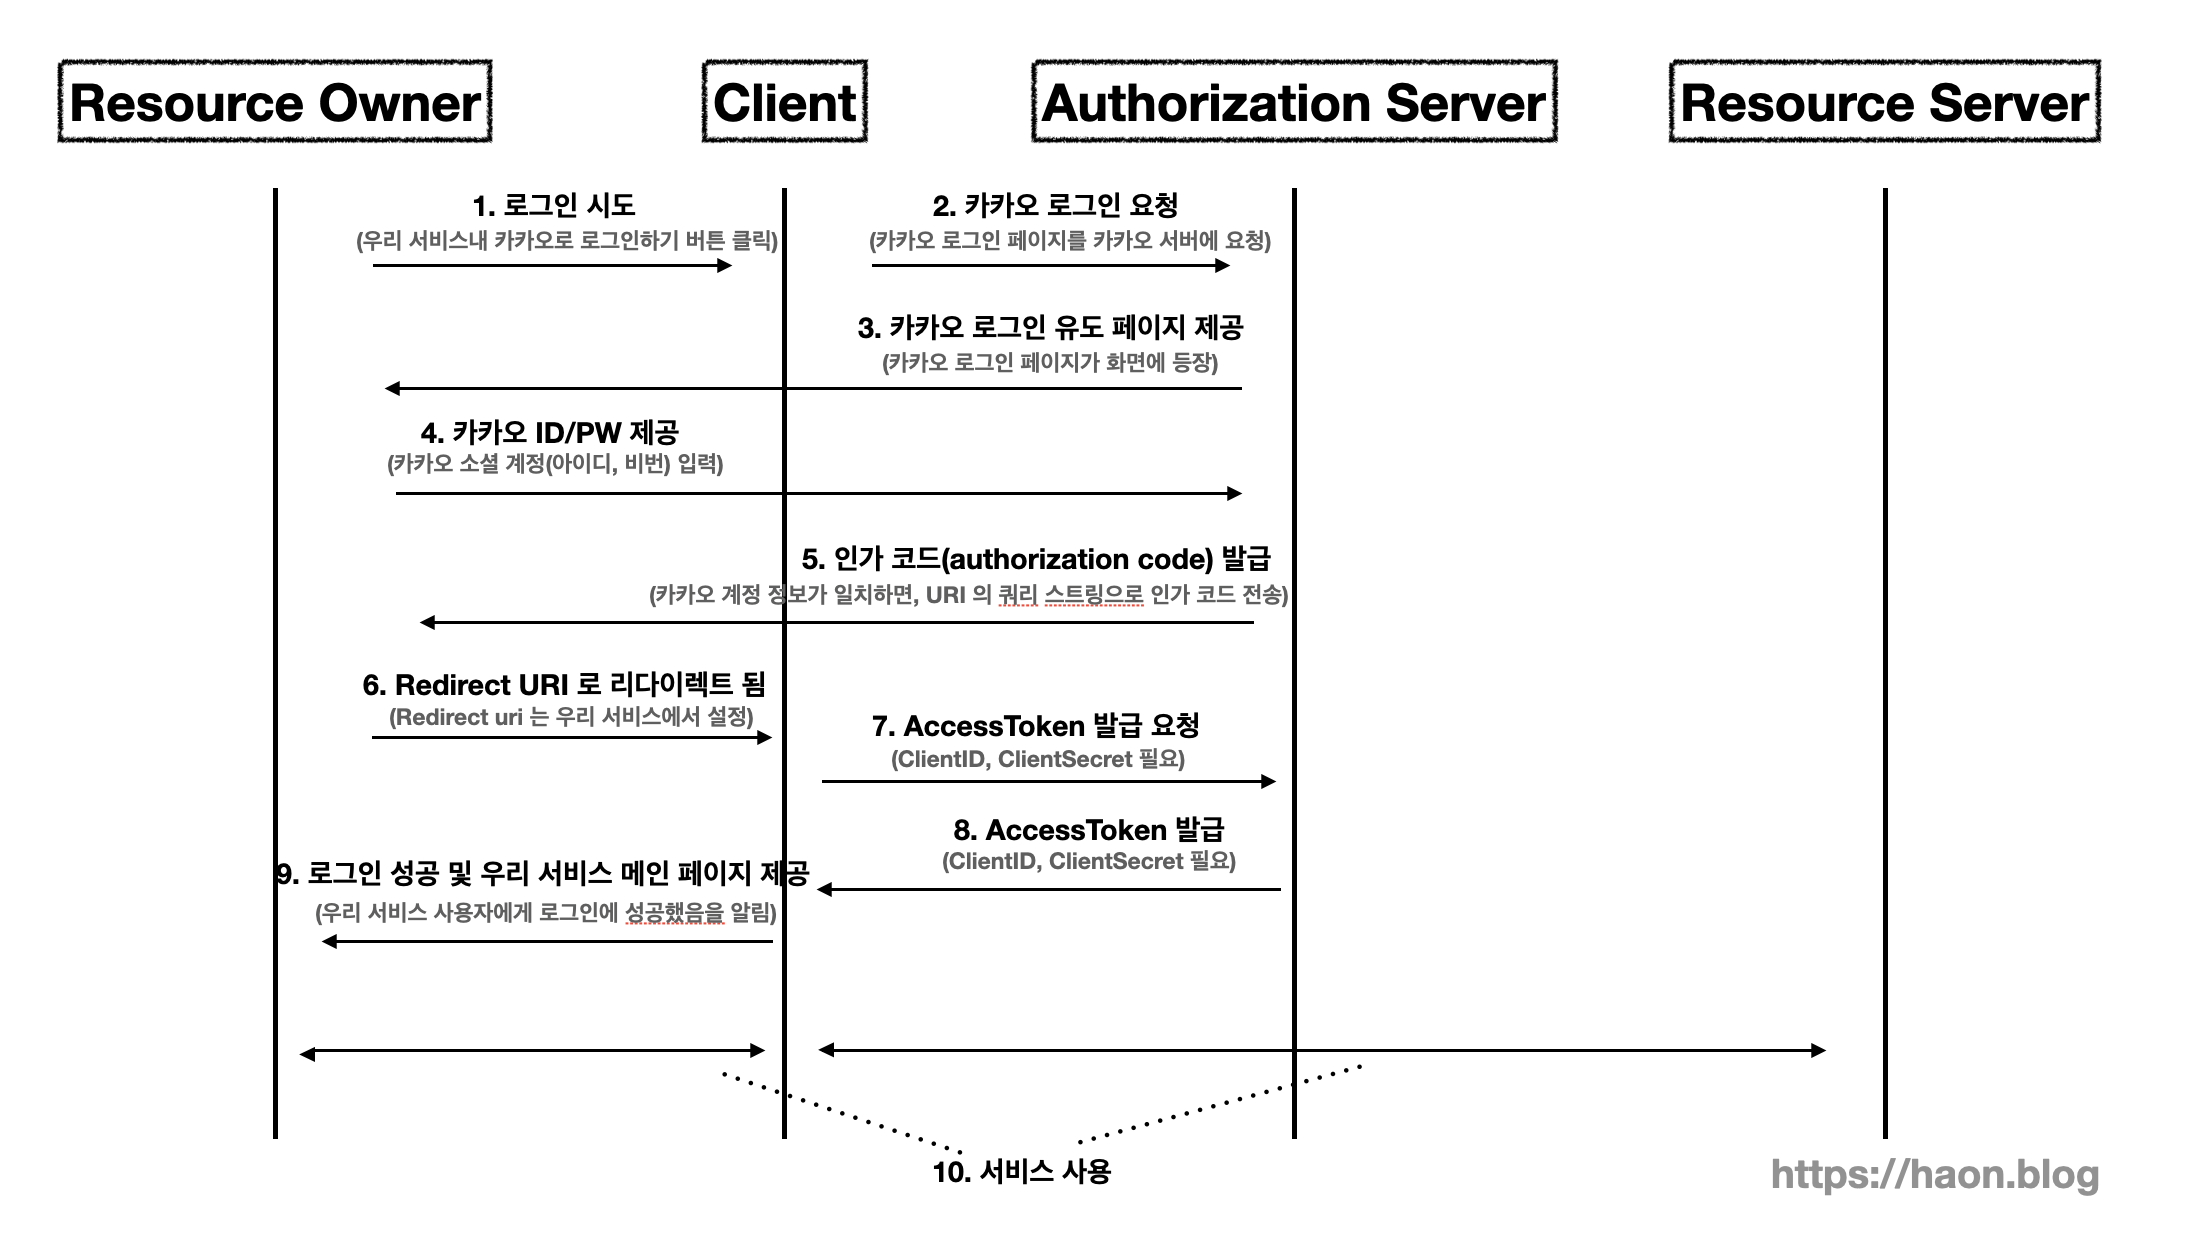 Resource Owner
Client
Authorization Server
Resource Server
1. 로그인 시도
(우리 서비스내 카카오로 로그인하기 버튼 클릭)
2. 카카오 로그인 요청
(카카오 로그인 페이지를 카카오 서버에 요청)
3. 카카오 로그인 유도 페이지 제공
(카카오 로그인 페이지가 화면에 등장)
4. 카카오 ID/PW 제공
(카카오 소셜 계정(아이디, 비번) 입력)
5. 인가 코드(authorization code) 발급
(카카오 계정 정보가 일치하면, URI 의 쿼리 스트링으로 인가 코드 전송)
6. Redirect URI 로 리다이렉트 됨
(Redirect uri 는 우리 서비스에서 설정)
7. AccessToken 발급 요청
(ClientID, ClientSecret 필요)
8. AccessToken 발급
(ClientID, ClientSecret 필요)
9. 로그인 성공 및 우리 서비스 메인 페이지 제공
(우리 서비스 사용자에게 로그인에 성공했음을 알림)
10. 서비스 사용
https://haon.blog